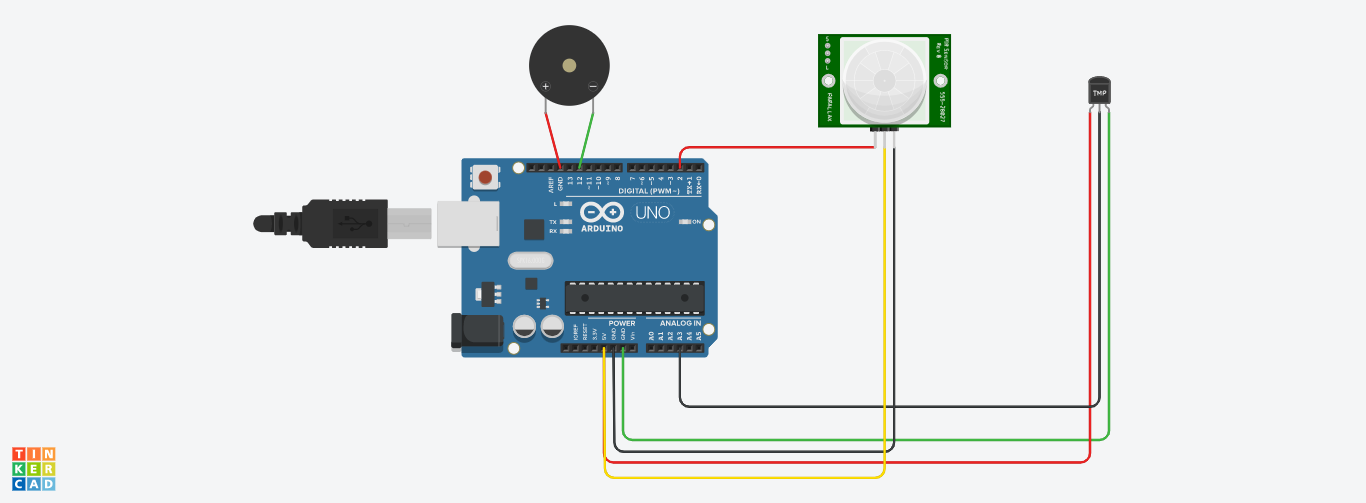 + −
PIR Sensor
Rev B
555-28027
PARALLAX
TMP
AREF
GND
13
12
~11
~10
~9
8
7
~6
~5
4
~3
2
TX→1
RX←0
DIGITAL (PWM~)
L
TX
RX
ON
UNO
ARDUINO
POWER
ANALOG IN
IOREF
RESET
3.3V
5V
GND
GND
Vin
A0
A1
A2
A3
A4
A5
TIN
KER
CAD